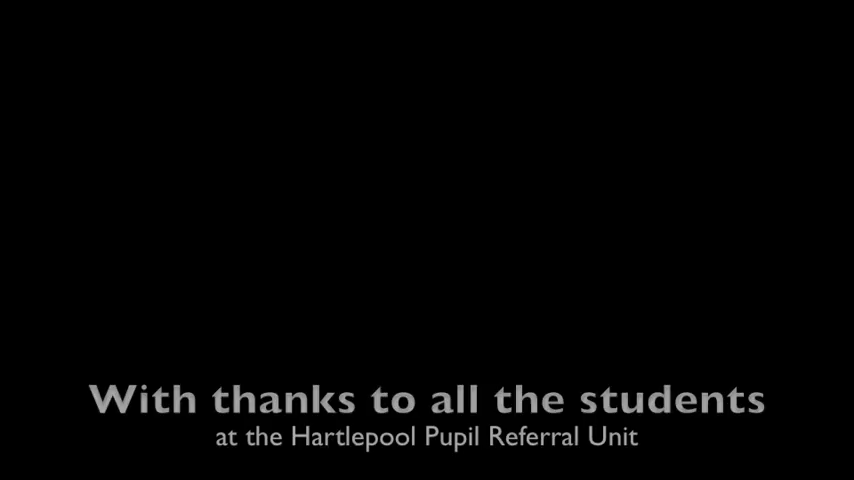 With thanks to all the students
at the Hartlepool Pupil Referral Unit